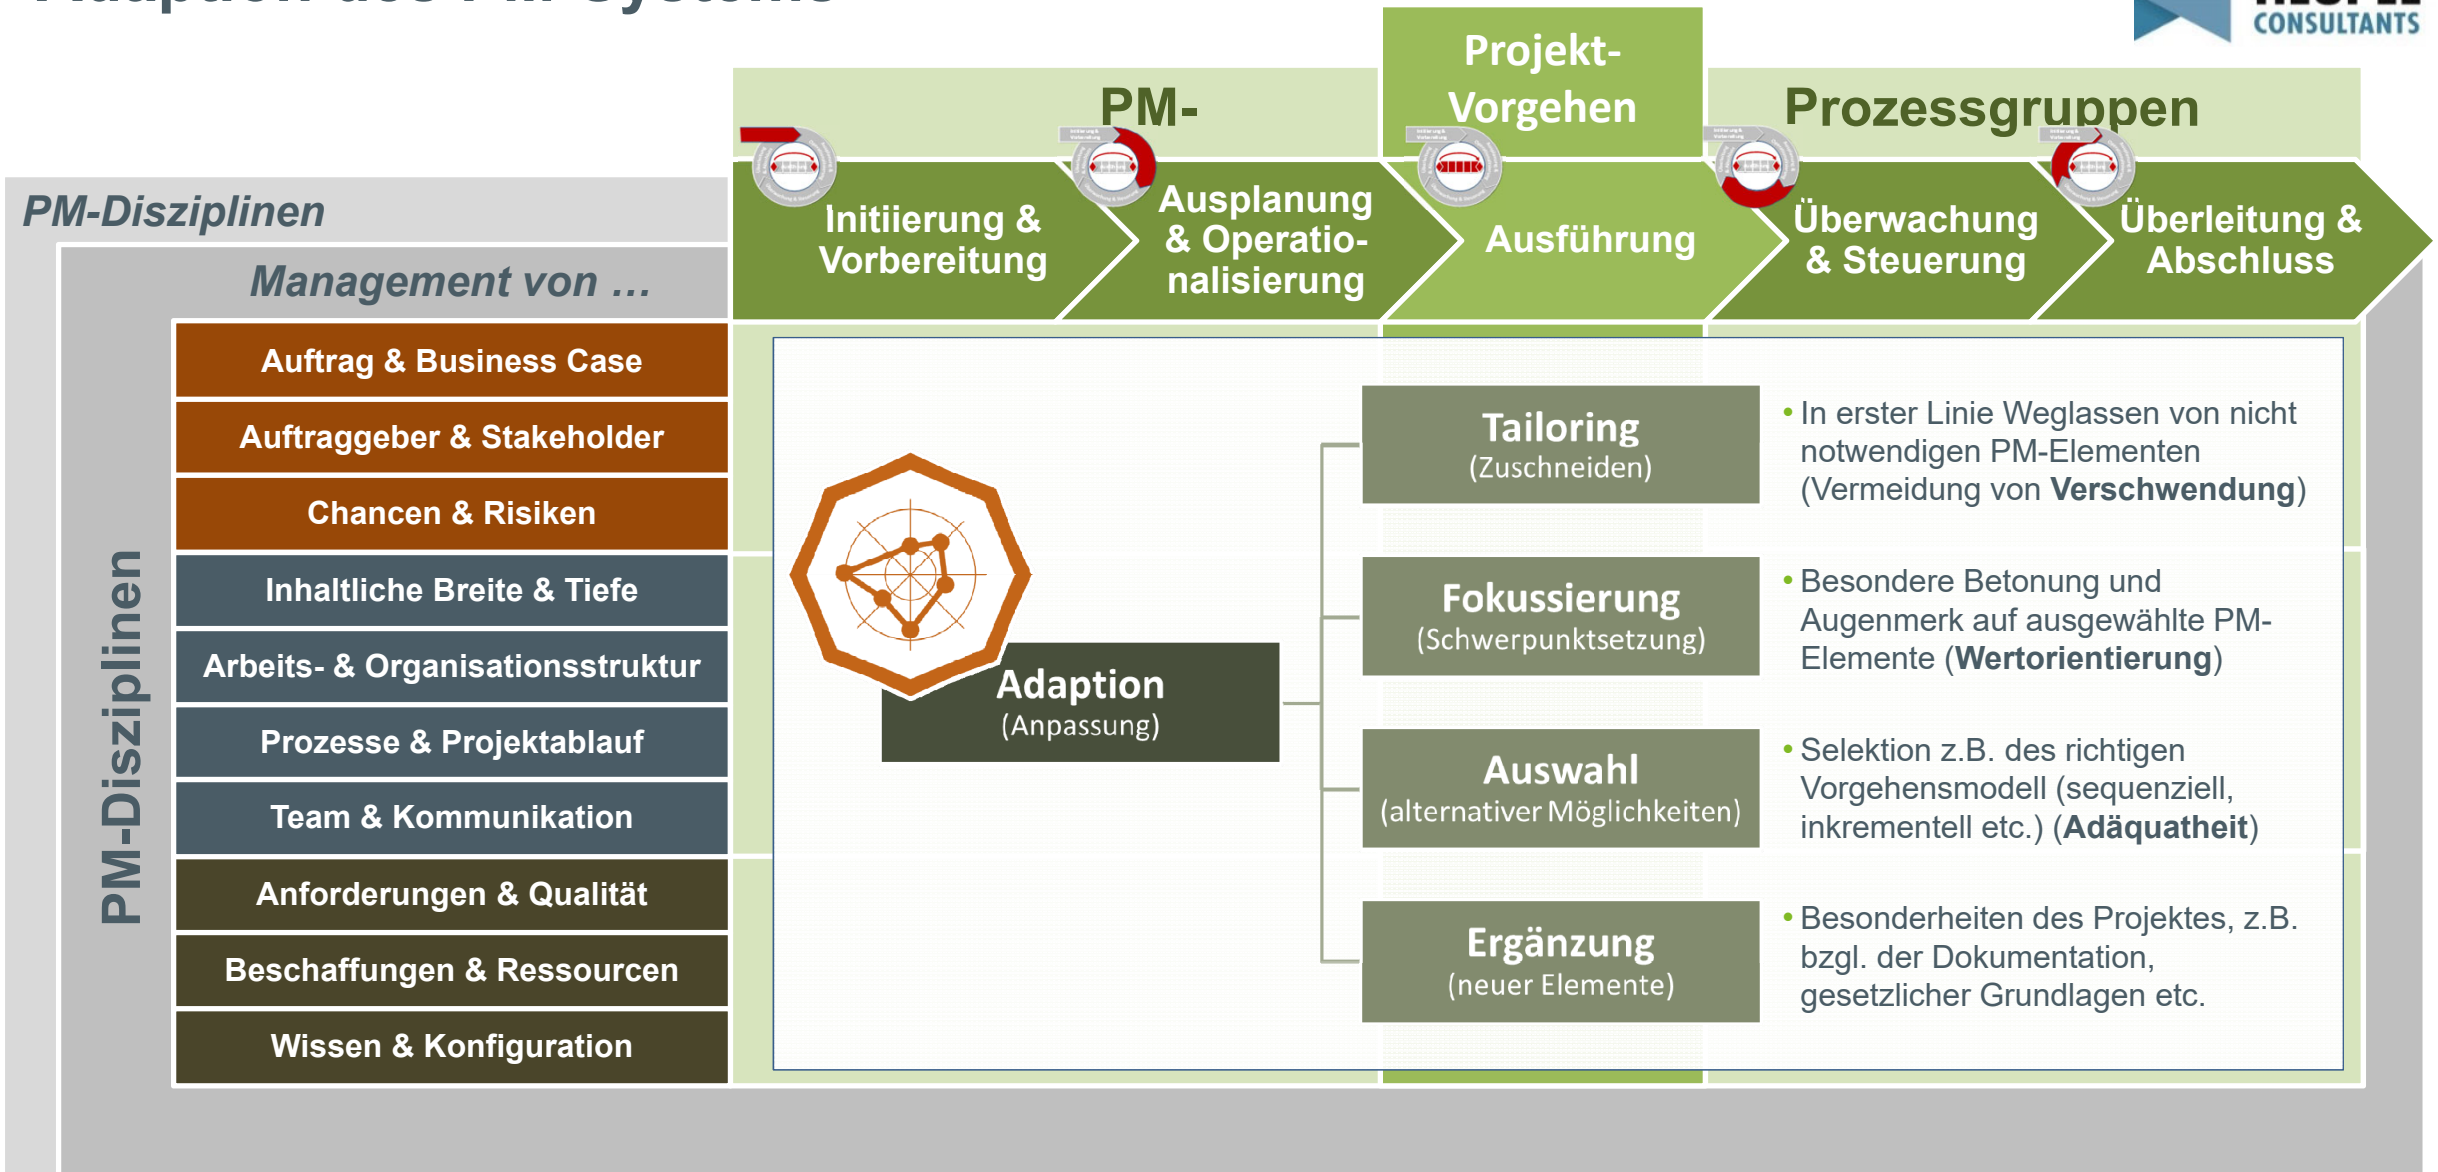 Adaption des PM-Systems
CONSULTANTS
Projekt-
Vorgehen
PM-
Prozessgruppen
PM-Disziplinen
Management von …
Initiierung &
Vorbereitung
Ausplanung
& Operatio-
nalisierung
Ausführung
Überwachung
& Steuerung
Überleitung &
Abschluss
PM-Disziplinen
Auftrag & Business Case
Auftraggeber & Stakeholder
Chancen & Risiken
Inhaltliche Breite & Tiefe
Arbeits- & Organisationsstruktur
Prozesse & Projektablauf
Team & Kommunikation
Anforderungen & Qualität
Beschaffungen & Ressourcen
Wissen & Konfiguration
Adaption
(Anpassung)
Tailoring
(Zuschneiden)
• In erster Linie Weglassen von nicht
notwendigen PM-Elementen
(Vermeidung von Verschwendung)
Fokussierung
(Schwerpunktsetzung)
• Besondere Betonung und
Augenmerk auf ausgewählte PM-
Elemente (Wertorientierung)
Auswahl
(alternativer Möglichkeiten)
• Selektion z.B. des richtigen
Vorgehensmodell (sequenziell,
inkrementell etc.) (Adäquatheit)
Ergänzung
(neuer Elemente)
• Besonderheiten des Projektes, z.B.
bzgl. der Dokumentation,
gesetzlicher Grundlagen etc.